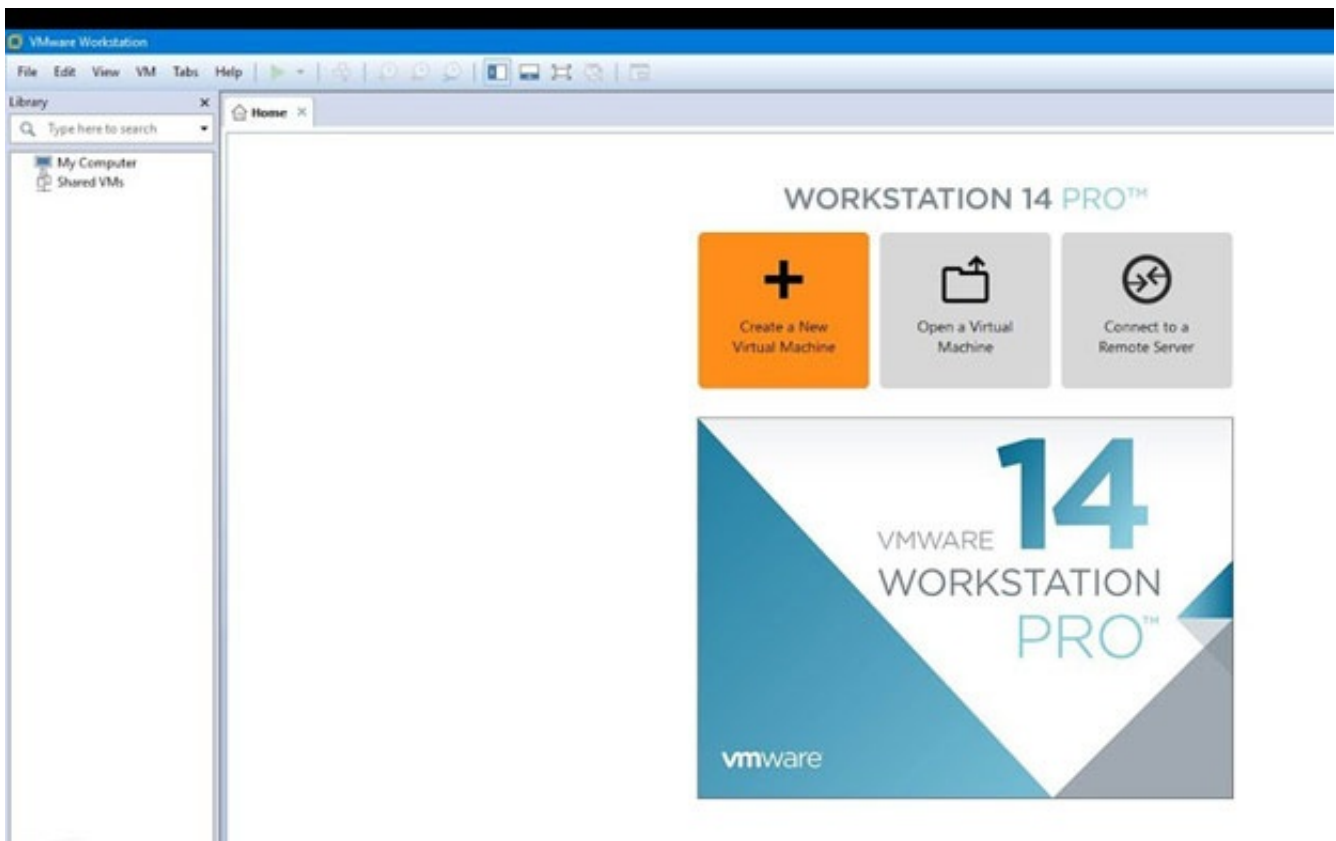 VMware Workstation
File Edit View VM Tabs Help
Library
Type here to search
My Computer
Shared VMs
Home
WORKSTATION 14 PRO™
Create a New
Virtual Machine
Open a Virtual
Machine
Connect to a
Remote Server
14
VMWARE
WORKSTATION
PRO™
vmware